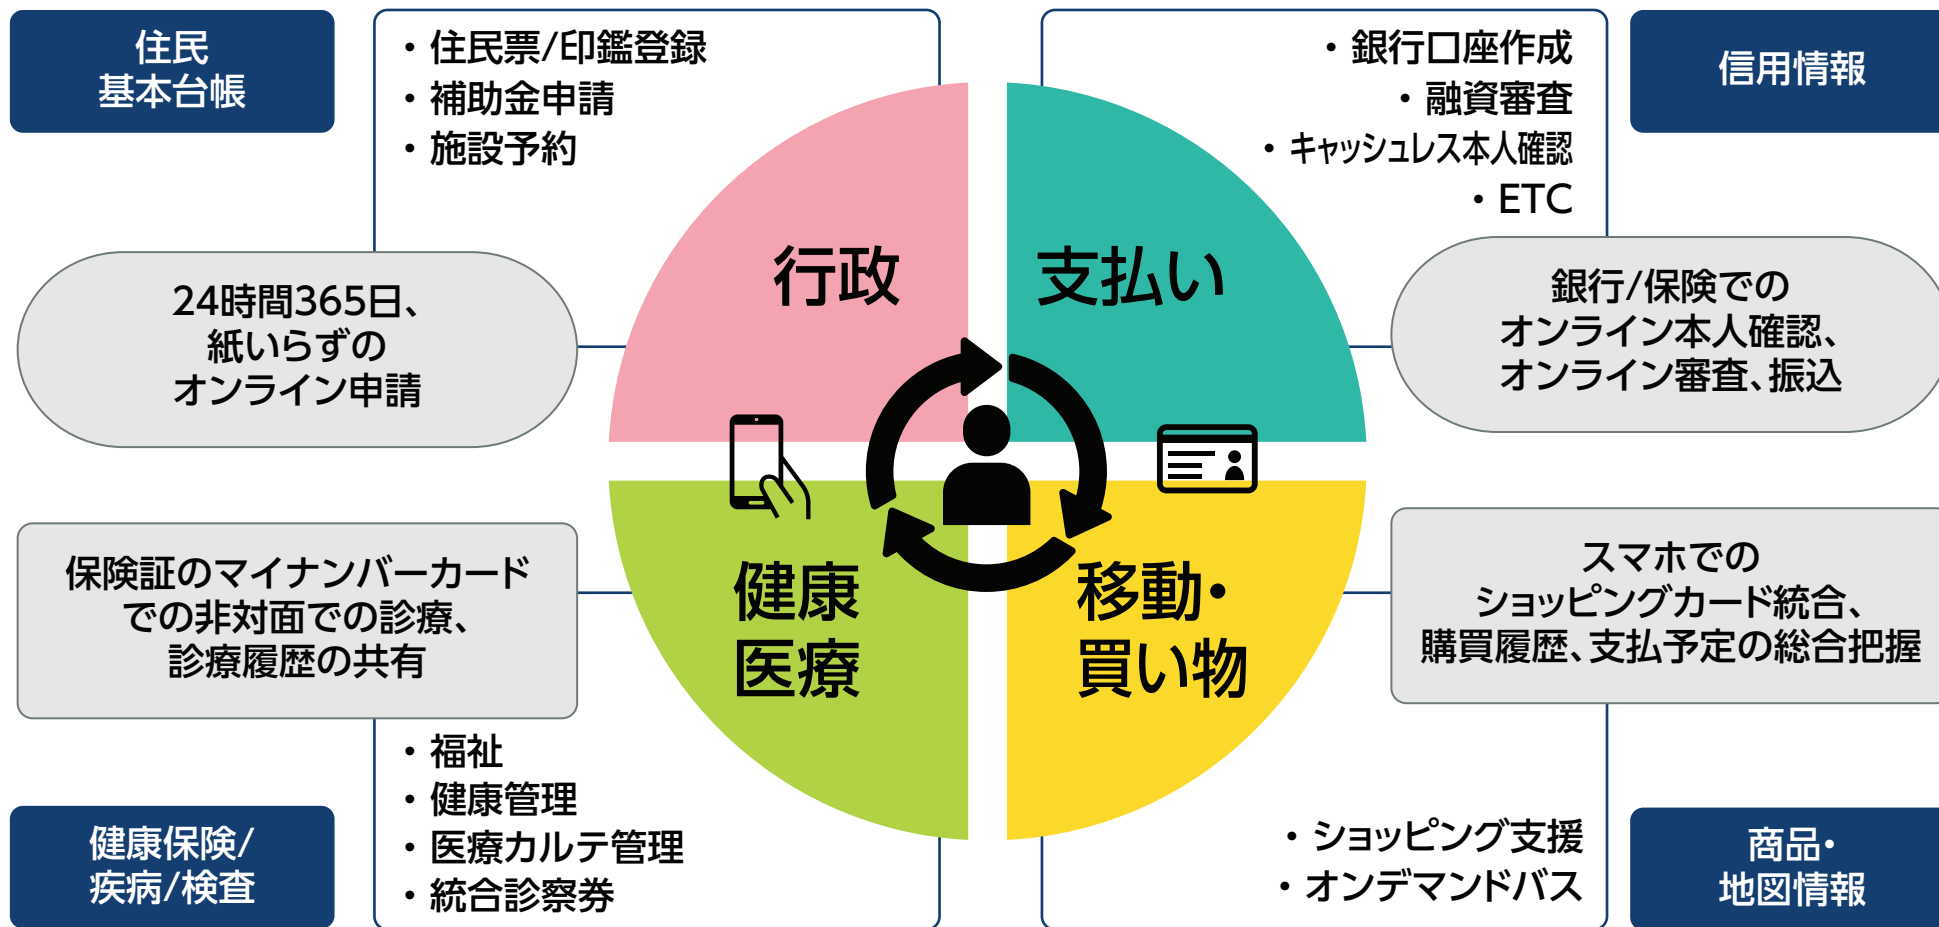 住民
基本台帳
・住民票/印鑑登録
・補助金申請
・施設予約
24時間365日、
紙いらずの
オンライン申請
行政
・銀行口座作成
・融資審査
・キャッシュレス本人確認
・ETC
信用情報
支払い
銀行/保険での
オンライン本人確認、
オンライン審査、振込
保険証のマイナンバーカード
での非対面での診療、
診療履歴の共有
健康
医療
・福祉
・健康管理
・医療カルテ管理
・統合診察券
健康保険/
疾病/検査
移動・
買い物
スマホでの
ショッピングカード統合、
購買履歴、支払予定の総合把握
・ショッピング支援
・オンデマンドバス
商品・
地図情報